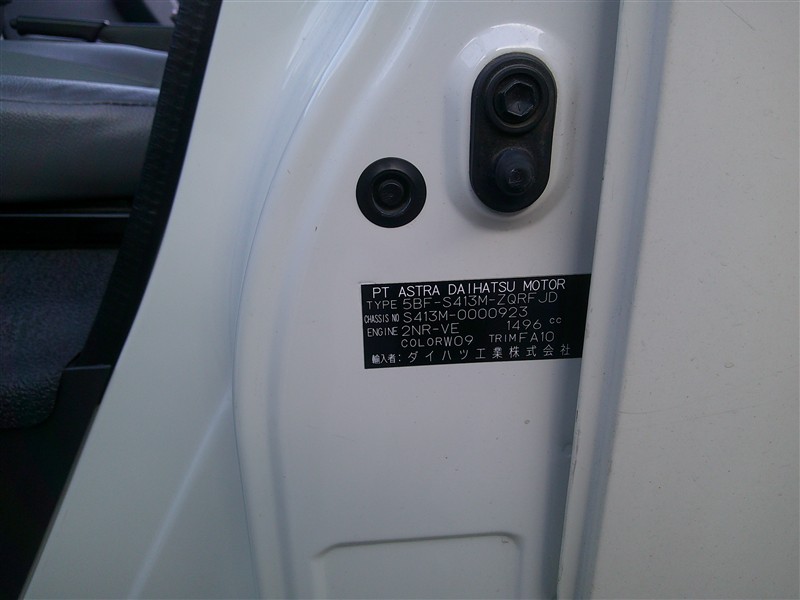 PT ASTRA DAIHATSU MOTOR
TYPE 5BF-S413M-ZQRFJD
CHASSIS NO S413M-0000923
ENGINE 2NR-VE 1496 cc
COLOR W09 TRIM FA10
輸入者: ダイハツ工業株式会社